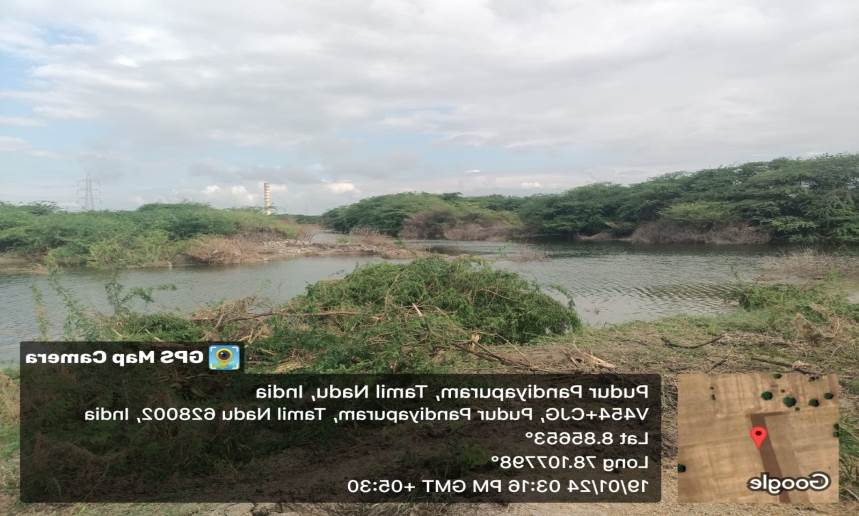 GPS Map Camera
Pudur Pandiyapuram, Tamil Nadu, India
V454+CJG, Pudur Pandiyapuram, Tamil Nadu 628002, India
Lat 8.85653°
Long 78.107798°
19/01/24 03:16 PM GMT +05:30
Google